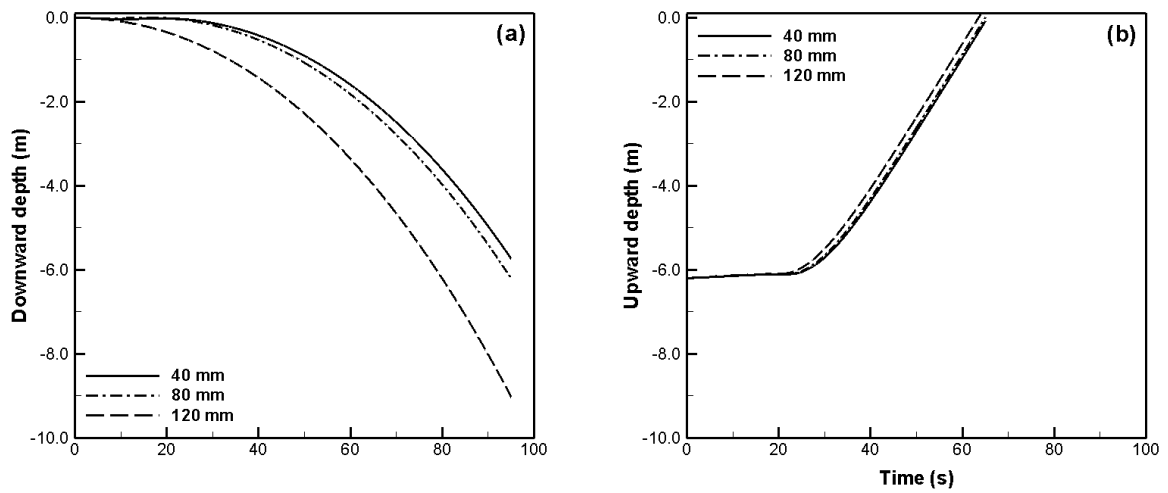 0.0
-2.0
-4.0
-6.0
-8.0
-10.0
Downward depth (m)
(a)
40 mm
80 mm
120 mm
0 20 40 60 80 100
0.0
-2.0
-4.0
-6.0
-8.0
-10.0
Upward depth (m)
40 mm
80 mm
120 mm
(b)
0 20 40 60 80 100
Time (s)